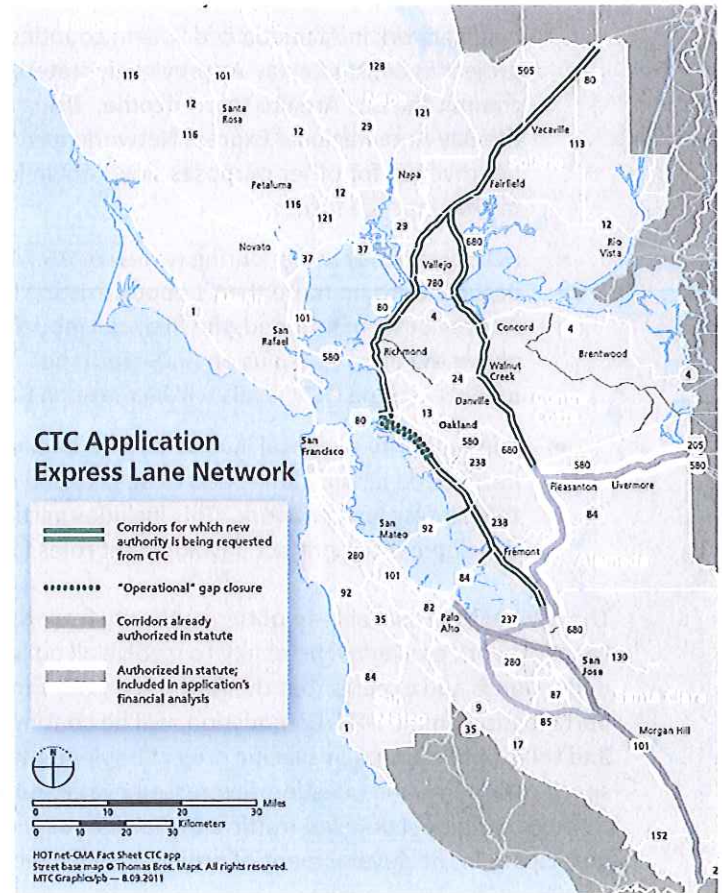 505
80
128
116
101
121
Vacaville
12
Santa
Rosa
113
116
12
29
Napa
Petaluma
12
Fairfield
116
121
29
680
12
Rio
Vista
Novato
37
37
Vallejo
780
1
80
4
101
San
Rafael
Concord
4
580
Richmond
Walnut
Creek
Brentwood
24
Danville
4
13
Oakland
80
San
Francisco
580
238
680
205
580
580
Pleasanton
Livermore
84
San
Mateo
92
238
280
Fremont
101
84
92
82
Palo
Alto
237
680
35
280
San
Jose
130
84
87
9
85
35
17
1
Morgan Hill
101
152
2
CTC Application
Express Lane Network
Corridors for which new
authority is being requested
from CTC
"Operational" gap closure
Corridors already
authorized in statute
Authorized in statute;
Included in application's
financial analysis
0 10 20 30 Miles
0 10 20 30 Kilometers
HOTnet-CMA Fact Sheet CTC app
Street base map © Thomas Bros. Maps. All rights reserved.
MTC Graphics/pb — 8.09.2011